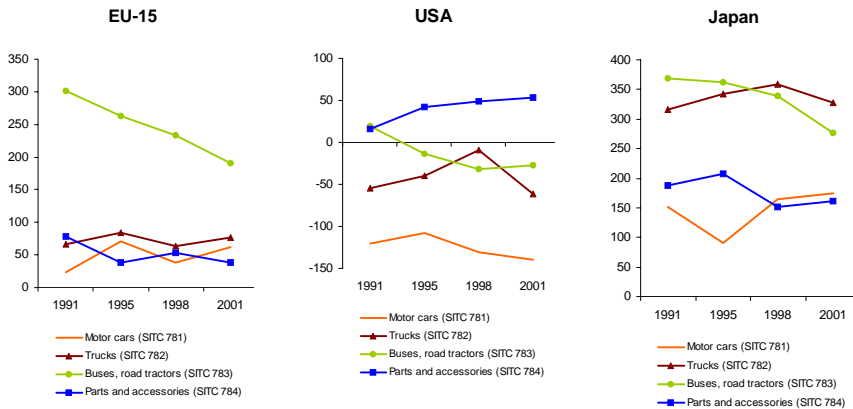 EU-15
350
300
250
200
150
100
50
0
1991 1995 1998 2001
Motor cars (SITC 781)
Trucks (SITC 782)
Buses, road tractors (SITC 783)
Parts and accessories (SITC 784)
USA
100
50
0
-50
-100
-150
1991 1995 1998 2001
Motor cars (SITC 781)
Trucks (SITC 782)
Buses, road tractors (SITC 783)
Parts and accessories (SITC 784)
Japan
400
350
300
250
200
150
100
50
0
1991 1995 1998 2001
Motor cars (SITC 781)
Trucks (SITC 782)
Buses, road tractors (SITC 783)
Parts and accessories (SITC 784)